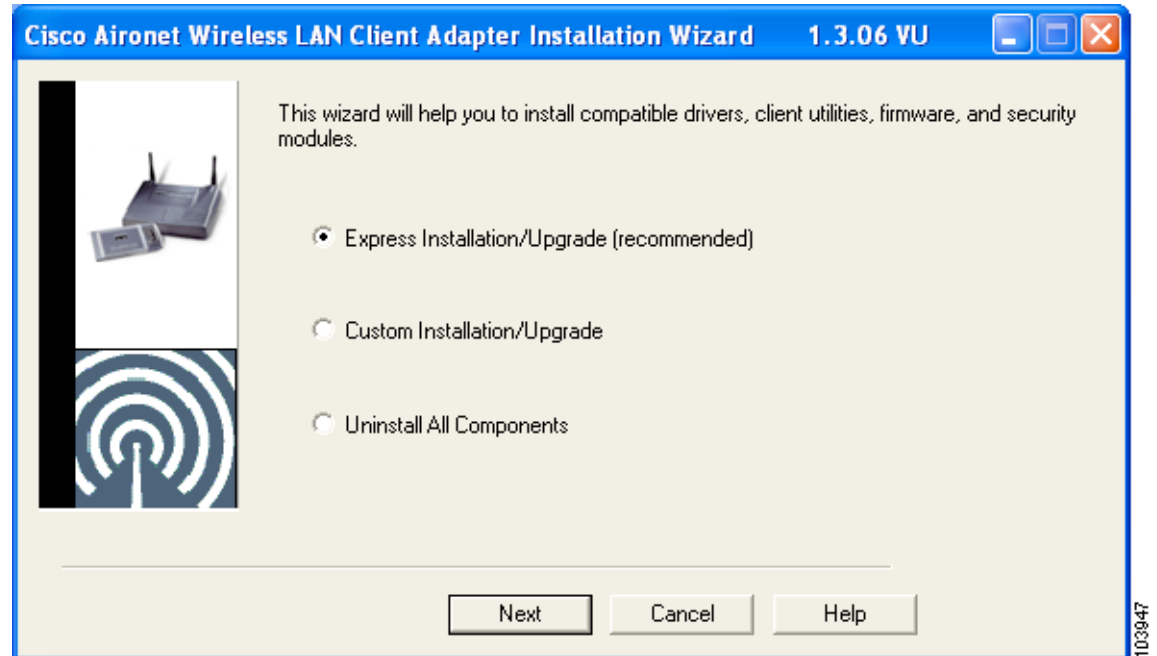 Cisco Aironet Wireless LAN Client Adapter Installation Wizard 1.3.06 VU
This wizard will help you to install compatible drivers, client utilities, firmware, and security
modules.
Express Installation/Upgrade (recommended)
Custom Installation/Upgrade
Uninstall All Components
Next Cancel Help
103947